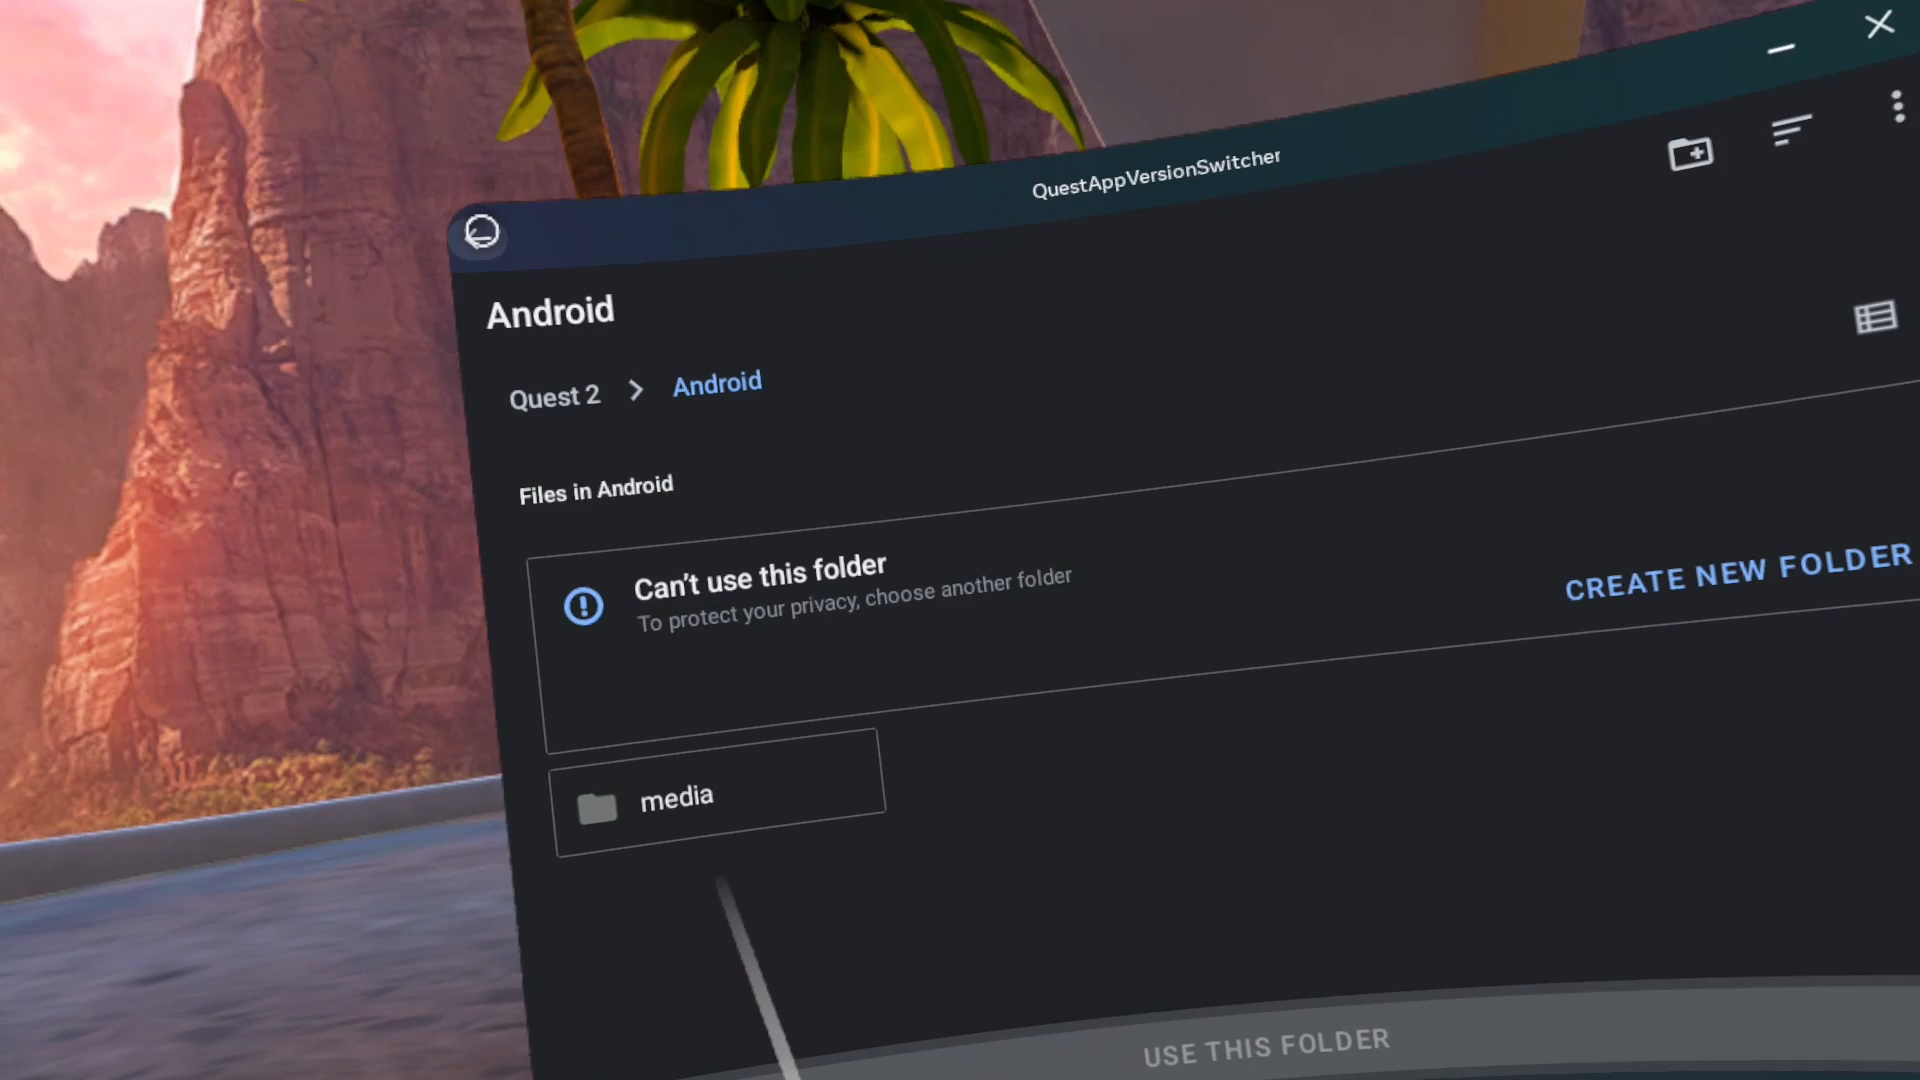 QuestAppVersionSwitcher
Android
Quest 2 Android
Files in Android
Can't use this folder
To protect your privacy, choose another folder
CREATE NEW FOLDER
media
USE THIS FOLDER